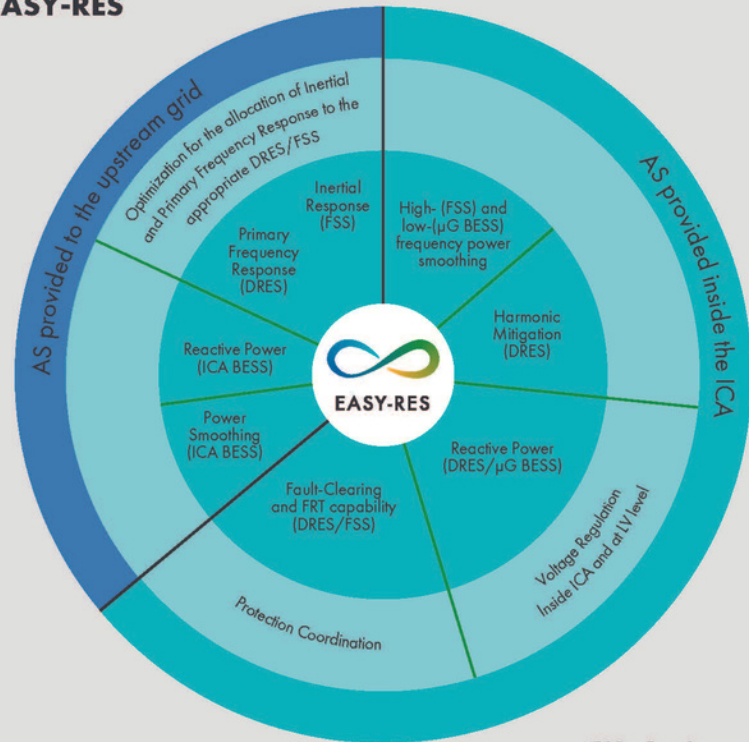 ASY-RES
AS provided to the upstream grid
Optimization for the allocation of Inertial
and Primary Frequency Response to the
appropriate DRES/FSS
Inertial
Response
(FSS)
Primary
Frequency
Response
(DRES)
Reactive Power
(ICA BESS)
Power
Smoothing
(ICA BESS)
AS provided inside the ICA
High- (FSS) and
low-(µG BESS)
frequency power
smoothing
Harmonic
Mitigation
(DRES)
EASY-RES
Reactive Power
(DRES/µG BESS)
Fault-Clearing
and FRT capability
(DRES/FSS)
Voltage Regulation
Inside ICA and at LV level
Protection Coordination